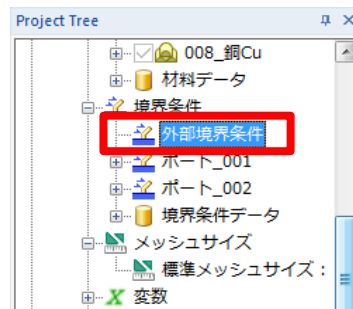 Project Tree
008_銅Cu
材料データ
境界条件
外部境界条件
ポート_001
ポート_002
境界条件データ
メッシュサイズ
標準メッシュサイズ：
変数